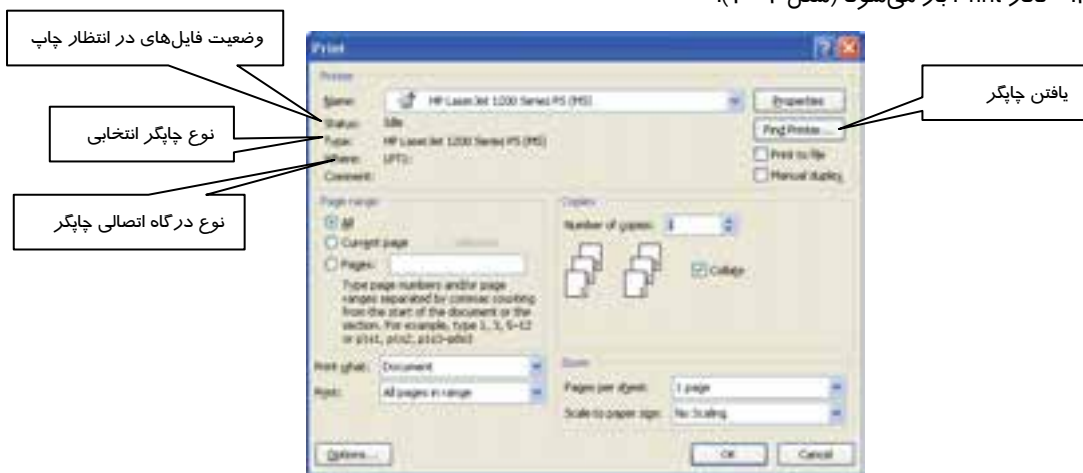 وضعیت فایل‌های در انتظار چاپ
نوع چاپگر انتخابی
نوع درگاه اتصالی چاپگر
یافتن چاپگر
Print
Printer
Name: HP LaserJet 1200 Series PS (MS)
Properties
Status: Idle
Find Printer...
Type: HP LaserJet 1200 Series PS (MS)
Where: LPT1:
Print to file
Comment:
Manual duplex
Page range
All
Current page
Pages:
Type page numbers and/or page
ranges separated by commas counting
from the start of the document or the
section. For example, type 1, 3, 5–12
or p1s1, p1s2, p1s3–p8s3
Copies
Number of copies: 1
Collate
Print what: Document
Print: All pages in range
Zoom
Pages per sheet: 1 page
Scale to paper size: No Scaling
Options...
OK
Cancel